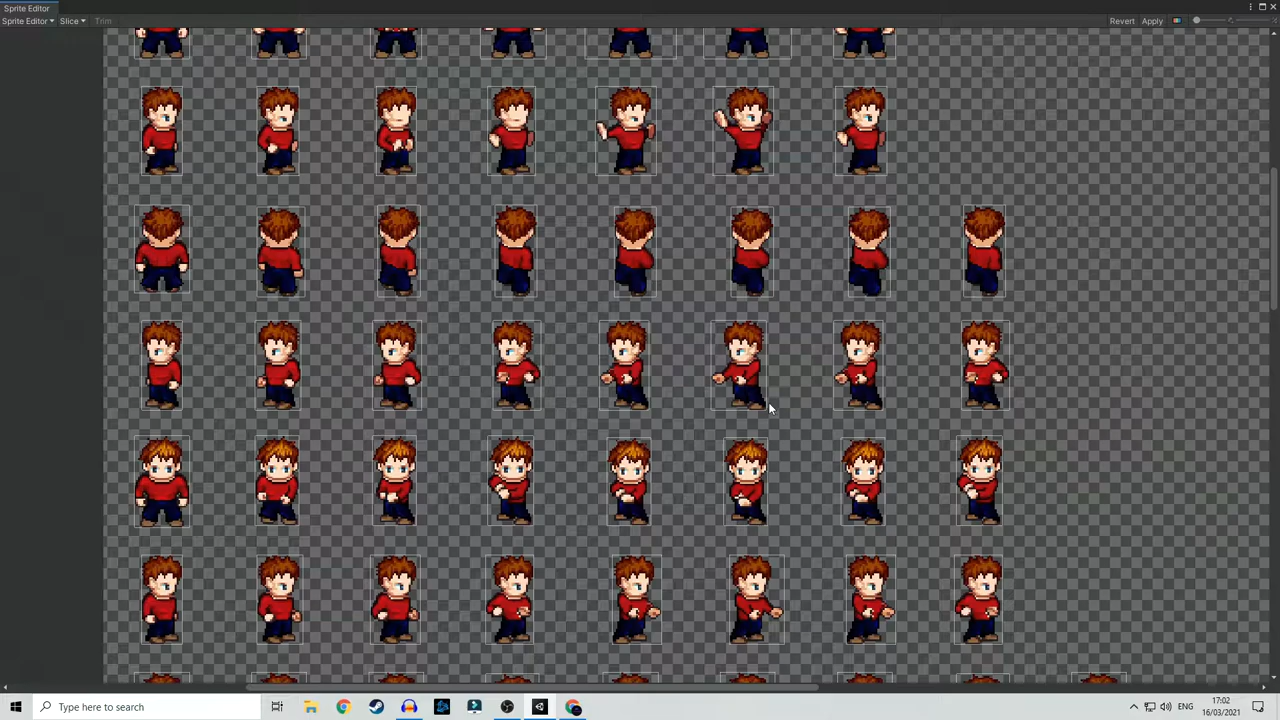 Sprite Editor
Sprite Editor Slice Trim Revert Apply
Type here to search
ENG
17:02
16/03/2021